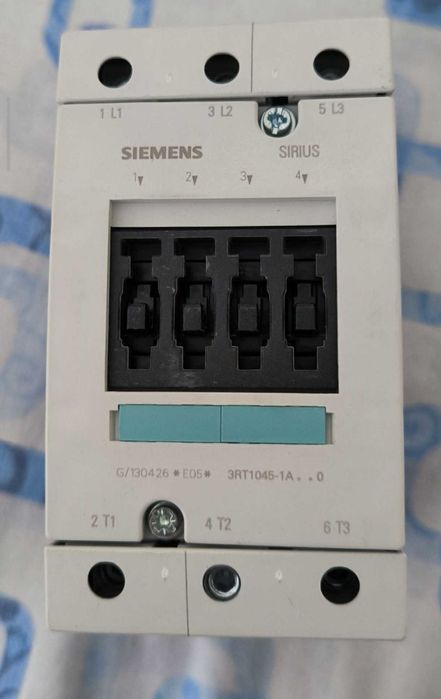 1 L1 3 L2 5 L3
SIEMENS SIRIUS
1 2 3 4
G/130426 *E05* 3RT1045-1A..0
2 T1 4 T2 6 T3